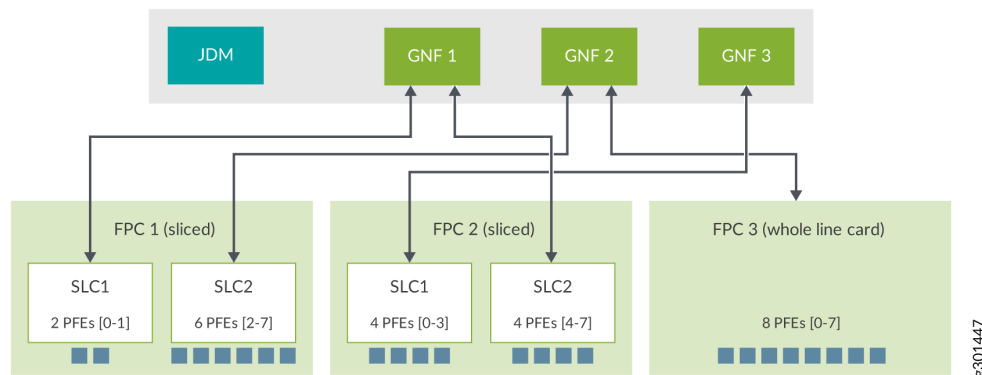 JDM
GNF 1
GNF 2
GNF 3
FPC 1 (sliced)
SLC1
2 PFEs [0-1]
SLC2
6 PFEs [2-7]
FPC 2 (sliced)
SLC1
4 PFEs [0-3]
SLC2
4 PFEs [4-7]
FPC 3 (whole line card)
8 PFEs [0-7]
g301447